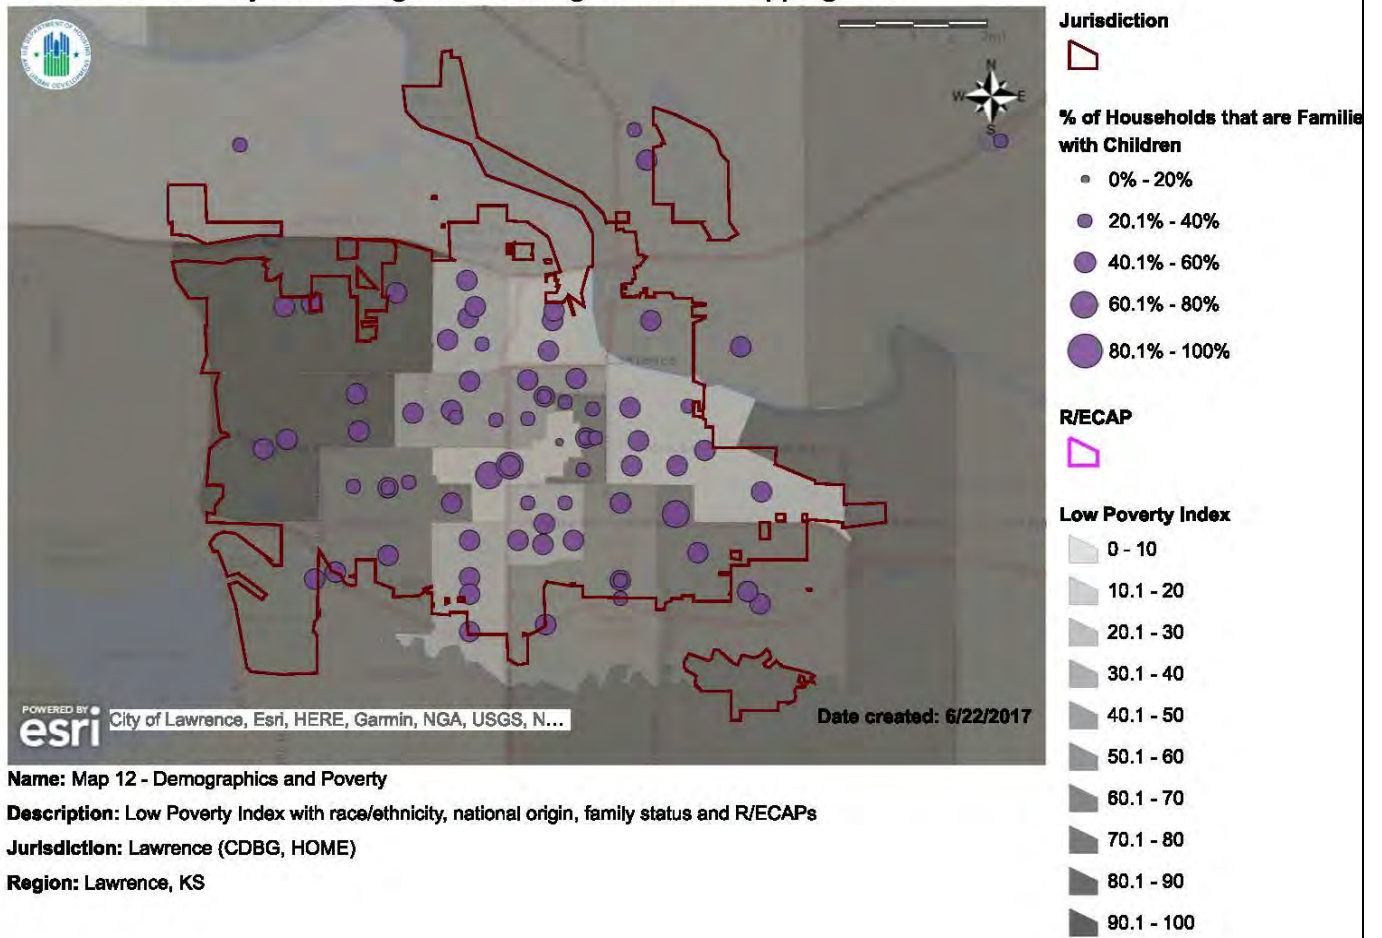 Jurisdiction
% of Households that are Familie
with Children
0% - 20%
20.1% - 40%
40.1% - 60%
60.1% - 80%
80.1% - 100%
R/ECAP
Low Poverty Index
0 - 10
10.1 - 20
20.1 - 30
30.1 - 40
40.1 - 50
50.1 - 60
60.1 - 70
70.1 - 80
80.1 - 90
90.1 - 100
N
W E
S
POWERED BY
esri
City of Lawrence, Esri, HERE, Garmin, NGA, USGS, N...
Date created: 6/22/2017
Name: Map 12 - Demographics and Poverty
Description: Low Poverty Index with race/ethnicity, national origin, family status and R/ECAPs
Jurisdiction: Lawrence (CDBG, HOME)
Region: Lawrence, KS